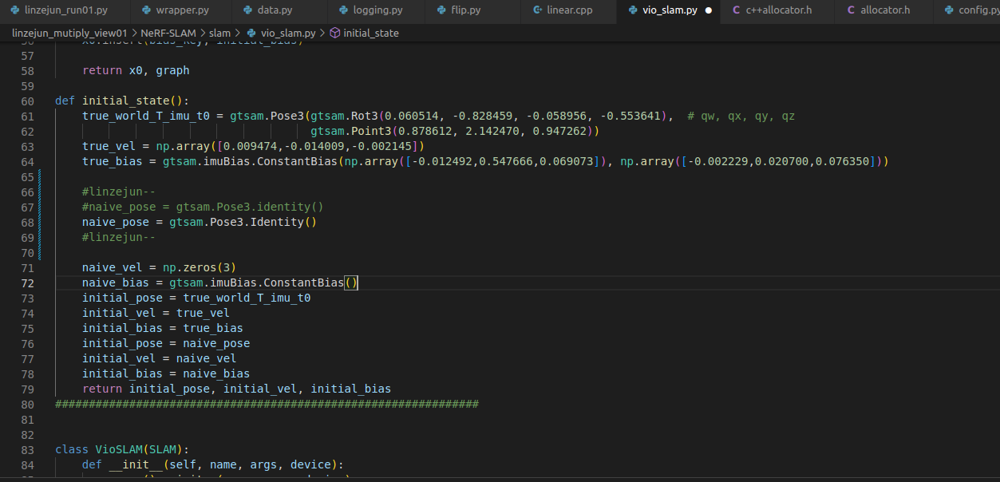 linzejun_run01.py wrapper.py data.py logging.py flip.py linear.cpp vio_slam.py c++allocator.h allocator.h config.py
linzejun_mutiply_view01 > NeRF-SLAM > slam > vio_slam.py > initial_state
56 x0.insert(bias_key, initial_bias)
57
58 return x0, graph
59
60 def initial_state():
61 true_world_T_imu_t0 = gtsam.Pose3(gtsam.Rot3(0.060514, -0.828459, -0.058956, -0.553641), # qw, qx, qy, qz
62 gtsam.Point3(0.878612, 2.142470, 0.947262))
63 true_vel = np.array([0.009474,-0.014009,-0.002145])
64 true_bias = gtsam.imuBias.ConstantBias(np.array([-0.012492,0.547666,0.069073]), np.array([-0.002229,0.020700,0.076350]))
65
66 #linzejun--
67 #naive_pose = gtsam.Pose3.identity()
68 naive_pose = gtsam.Pose3.Identity()
69 #linzejun--
70
71 naive_vel = np.zeros(3)
72 naive_bias = gtsam.imuBias.ConstantBias()
73 initial_pose = true_world_T_imu_t0
74 initial_vel = true_vel
75 initial_bias = true_bias
76 initial_pose = naive_pose
77 initial_vel = naive_vel
78 initial_bias = naive_bias
79 return initial_pose, initial_vel, initial_bias
80 ###############################################################
81
82
83 class VioSLAM(SLAM):
84 def __init__(self, name, args, device):